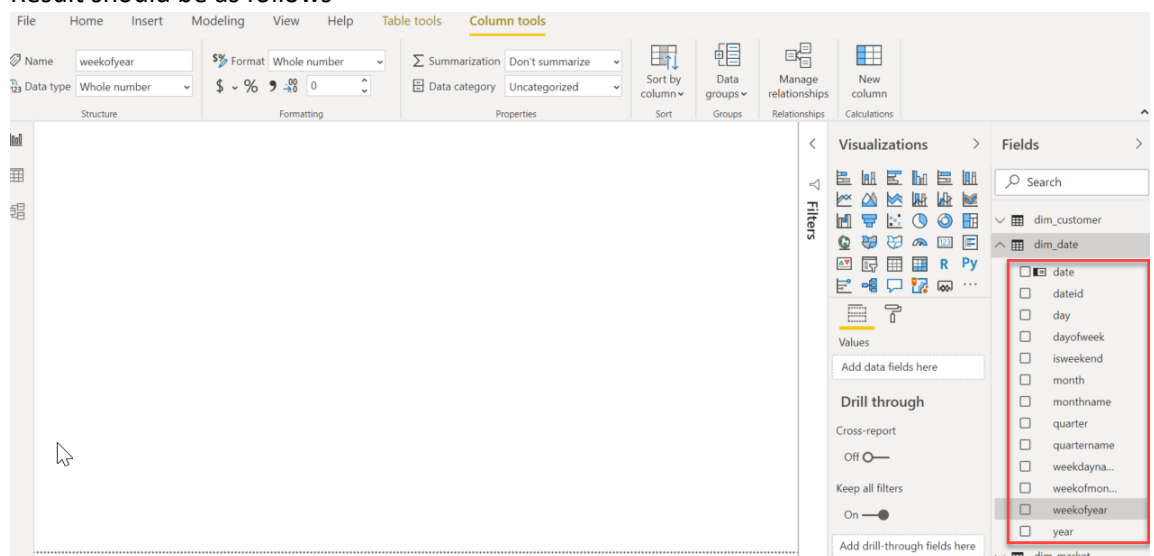 Result should be as follows
File Home Insert Modeling View Help Table tools Column tools
Name weekofyear
Data type Whole number
Structure
$% Format Whole number
$ % 9 .00 0
Formatting
Summarization Don't summarize
Data category Uncategorized
Properties
Sort by
column
Sort
Data
groups
Groups
Manage
relationships
Relationships
New
column
Calculations
Filters
Visualizations
123
R Py
Values
Add data fields here
Drill through
Cross-report
Off
Keep all filters
On
Add drill-through fields here
Fields
Search
dim_customer
dim_date
date
dateid
day
dayofweek
isweekend
month
monthname
quarter
quartername
weekdayna...
weekofmon...
weekofyear
year
dim_market